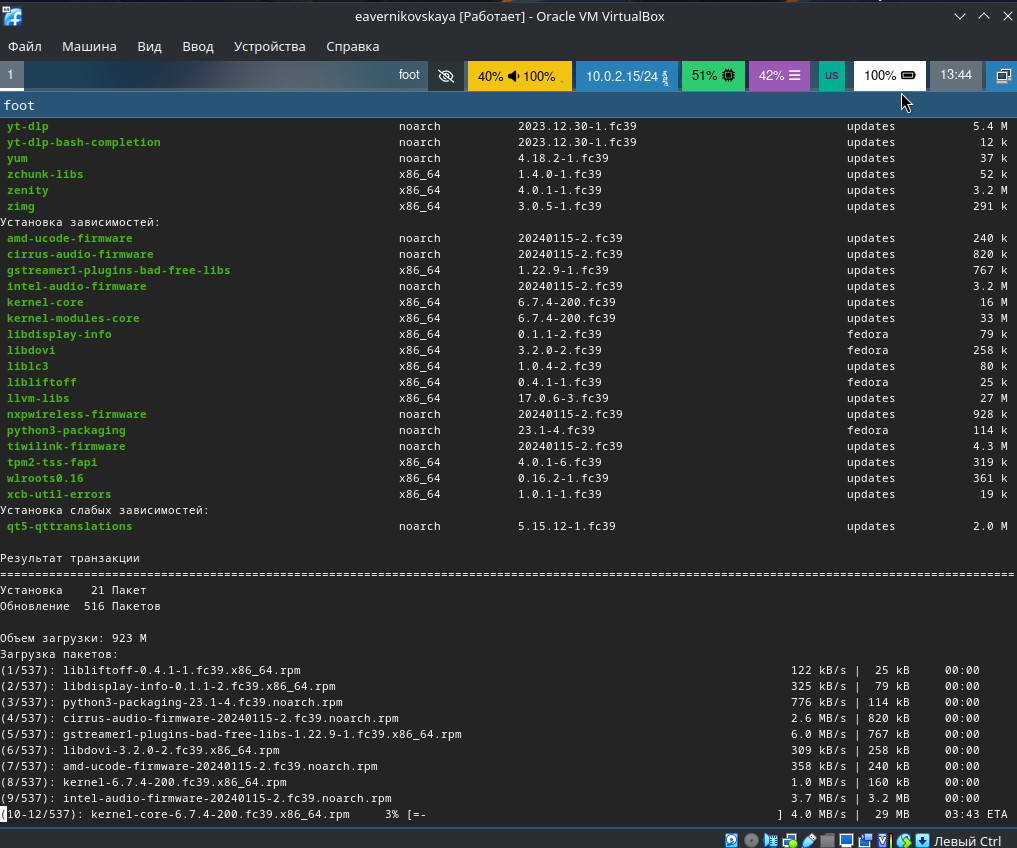 eavernikovskaya [Работает] - Oracle VM VirtualBox
Файл Машина Вид Ввод Устройства Справка
1 foot 40% 100% 10.0.2.15/24 51% 42% us 100% 13:44
foot
yt-dlp noarch 2023.12.30-1.fc39 updates 5.4 M
yt-dlp-bash-completion noarch 2023.12.30-1.fc39 updates 12 k
yum noarch 4.18.2-1.fc39 updates 37 k
zchunk-libs x86_64 1.4.0-1.fc39 updates 52 k
zenity x86_64 4.0.1-1.fc39 updates 3.2 M
zimg x86_64 3.0.5-1.fc39 updates 291 k
Установка зависимостей:
amd-ucode-firmware noarch 20240115-2.fc39 updates 240 k
cirrus-audio-firmware noarch 20240115-2.fc39 updates 820 k
gstreamer1-plugins-bad-free-libs x86_64 1.22.9-1.fc39 updates 767 k
intel-audio-firmware noarch 20240115-2.fc39 updates 3.2 M
kernel-core x86_64 6.7.4-200.fc39 updates 16 M
kernel-modules-core x86_64 6.7.4-200.fc39 updates 33 M
libdisplay-info x86_64 0.1.1-2.fc39 fedora 79 k
libdovi x86_64 3.2.0-2.fc39 fedora 258 k
liblc3 x86_64 1.0.4-2.fc39 updates 80 k
libliftoff x86_64 0.4.1-1.fc39 fedora 25 k
llvm-libs x86_64 17.0.6-3.fc39 updates 27 M
nxpwireless-firmware noarch 20240115-2.fc39 updates 928 k
python3-packaging noarch 23.1-4.fc39 fedora 114 k
tiwilink-firmware noarch 20240115-2.fc39 updates 4.3 M
tpm2-tss-fapi x86_64 4.0.1-6.fc39 updates 319 k
wlroots0.16 x86_64 0.16.2-1.fc39 updates 361 k
xcb-util-errors x86_64 1.0.1-1.fc39 updates 19 k
Установка слабых зависимостей:
qt5-qttranslations noarch 5.15.12-1.fc39 updates 2.0 M
Результат транзакции
================================================================================
Установка 21 Пакет
Обновление 516 Пакетов
Объем загрузки: 923 M
Загрузка пакетов:
(1/537): libliftoff-0.4.1-1.fc39.x86_64.rpm 122 kB/s | 25 kB 00:00
(2/537): libdisplay-info-0.1.1-2.fc39.x86_64.rpm 325 kB/s | 79 kB 00:00
(3/537): python3-packaging-23.1-4.fc39.noarch.rpm 776 kB/s | 114 kB 00:00
(4/537): cirrus-audio-firmware-20240115-2.fc39.noarch.rpm 2.6 MB/s | 820 kB 00:00
(5/537): gstreamer1-plugins-bad-free-libs-1.22.9-1.fc39.x86_64.rpm 6.0 MB/s | 767 kB 00:00
(6/537): libdovi-3.2.0-2.fc39.x86_64.rpm 309 kB/s | 258 kB 00:00
(7/537): amd-ucode-firmware-20240115-2.fc39.noarch.rpm 358 kB/s | 240 kB 00:00
(8/537): kernel-6.7.4-200.fc39.x86_64.rpm 1.0 MB/s | 160 kB 00:00
(9/537): intel-audio-firmware-20240115-2.fc39.noarch.rpm 3.7 MB/s | 3.2 MB 00:00
(10-12/537): kernel-core-6.7.4-200.fc39.x86_64.rpm 3% [=- ] 4.0 MB/s | 29 MB 03:43 ETA
Левый Ctrl